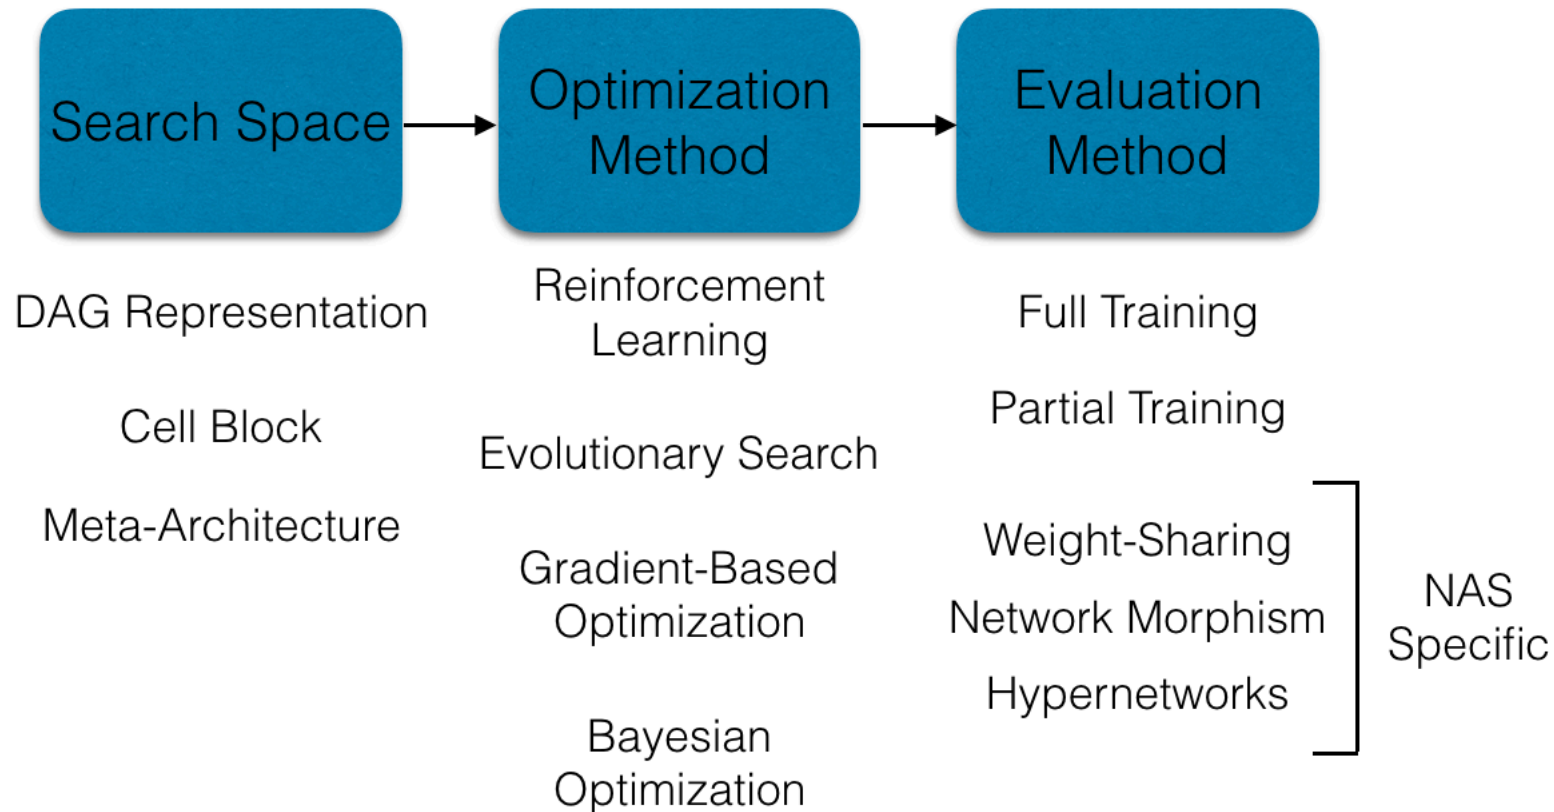 Search Space
Optimization
Method
Evaluation
Method
DAG Representation
Cell Block
Meta-Architecture
Reinforcement
Learning
Evolutionary Search
Gradient-Based
Optimization
Bayesian
Optimization
Full Training
Partial Training
Weight-Sharing
Network Morphism
Hypernetworks
NAS
Specific